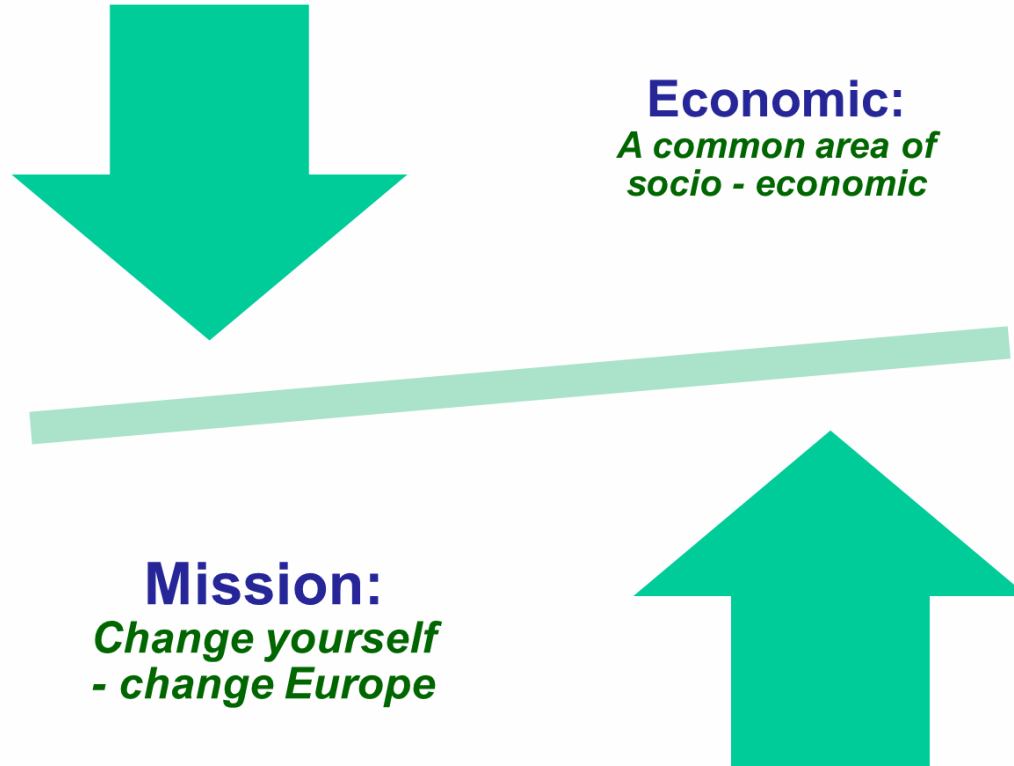 Economic:
A common area of
socio - economic
Mission:
Change yourself
- change Europe